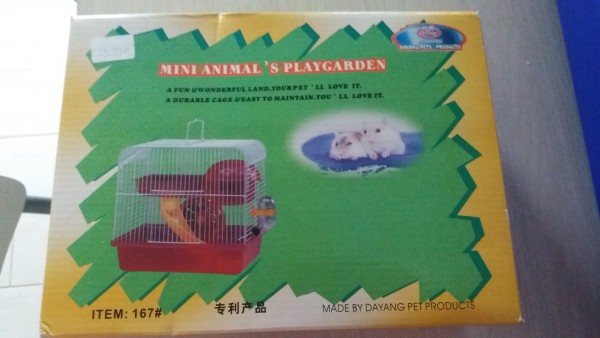 MINI ANIMAL'S PLAYGARDEN
A FUN @WONDERFUL LAND,YOUR PET'LL LOVE IT.
A DURABLE CAGE @EASY TO MAINTAIN.YOU'LL LOVE IT.
ITEM: 167#
专利产品
MADE BY DAYANG PET PRODUCTS